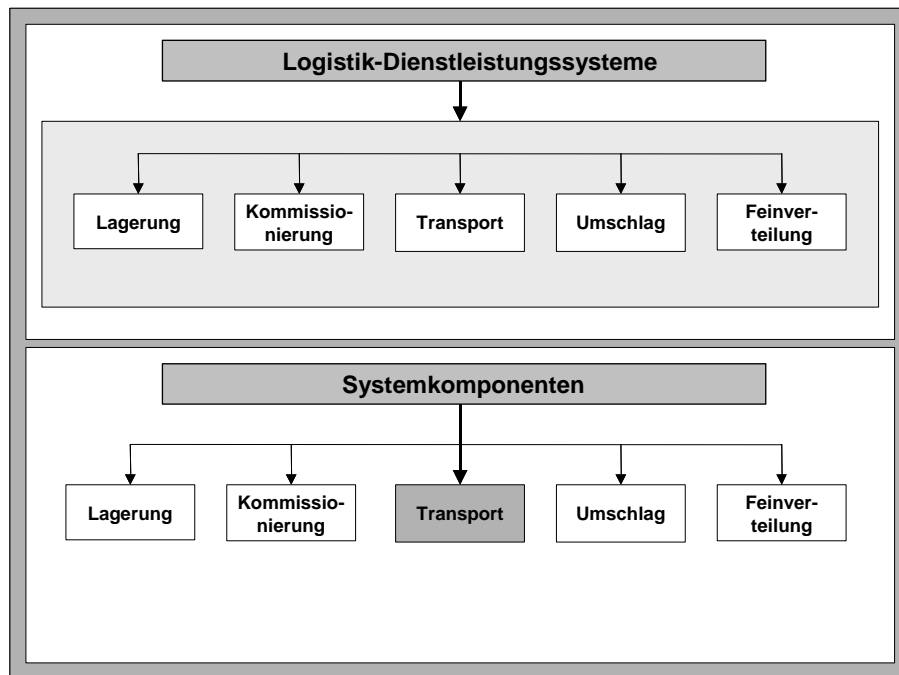 Logistik-Dienstleistungssysteme
Lagerung
Kommissio-
nierung
Transport
Umschlag
Feinver-
teilung
Systemkomponenten
Lagerung
Kommissio-
nierung
Transport
Umschlag
Feinver-
teilung